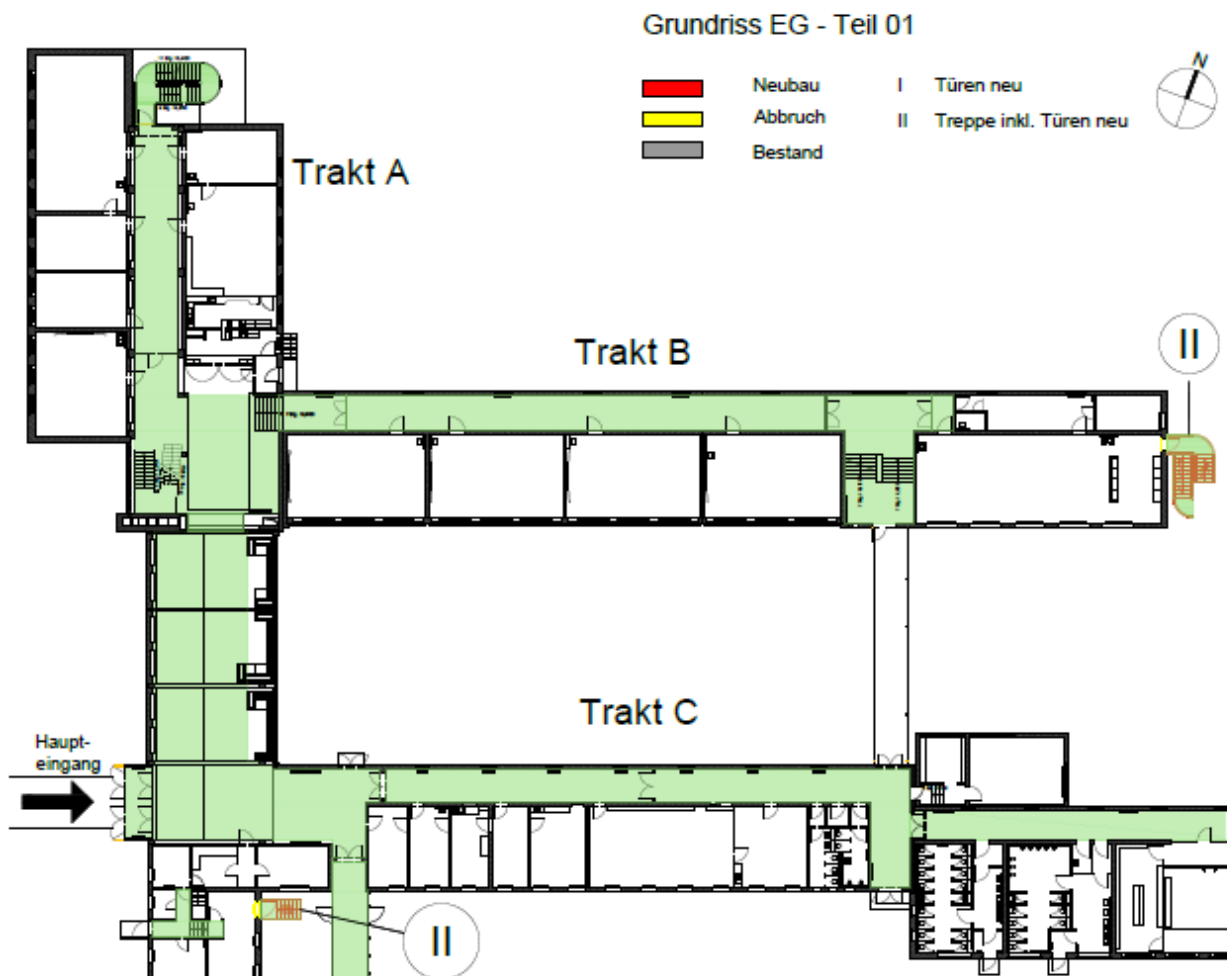 Grundriss EG - Teil 01
N
Neubau I Türen neu
Abbruch II Treppe inkl. Türen neu
Bestand
Trakt A
Trakt B
II
Trakt C
Haupt-
eingang
II